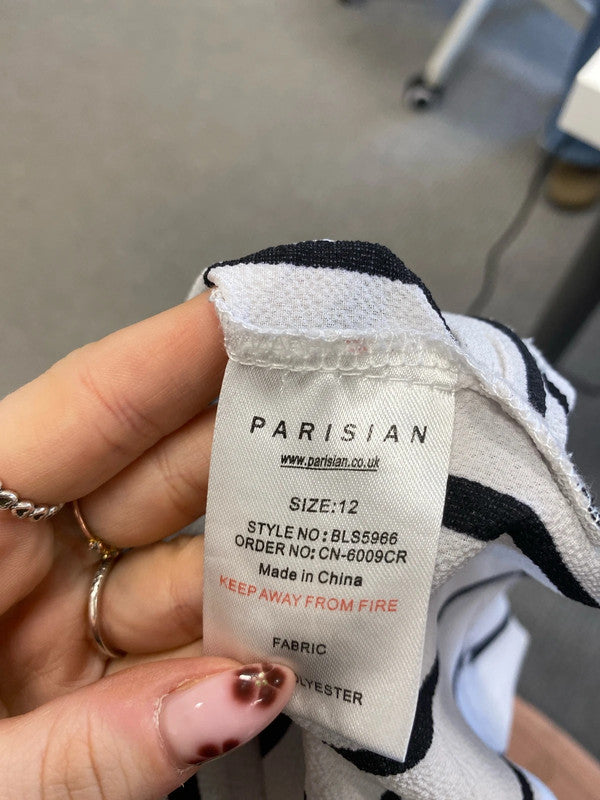 PARISIAN
www.parisian.co.uk
SIZE:12
STYLE NO: BLS5966
ORDER NO: CN-6009CR
Made in China
KEEP AWAY FROM FIRE
FABRIC